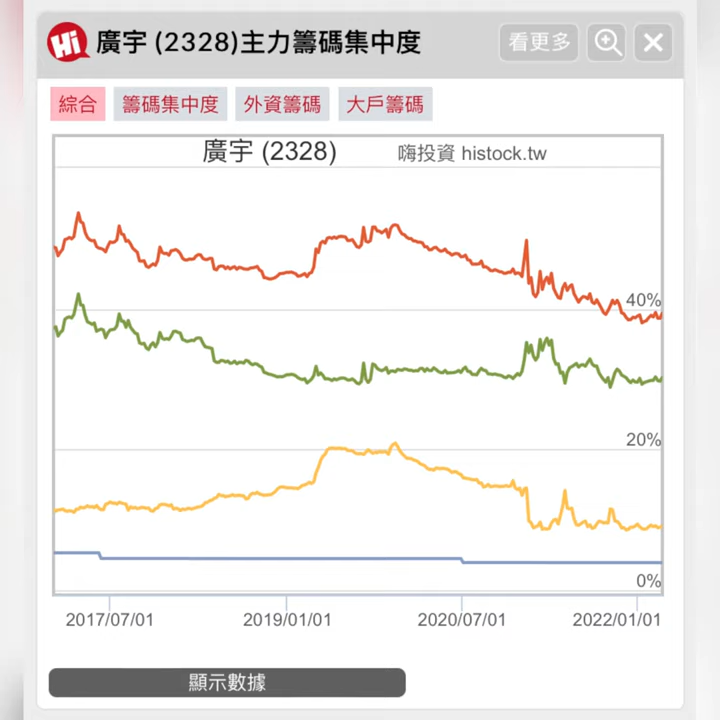 Hi 廣宇 (2328)主力籌碼集中度 看更多
綜合 籌碼集中度 外資籌碼 大戶籌碼
廣宇 (2328) 嗨投資 histock.tw
40%
20%
0%
2017/07/01 2019/01/01 2020/07/01 2022/01/01
顯示數據